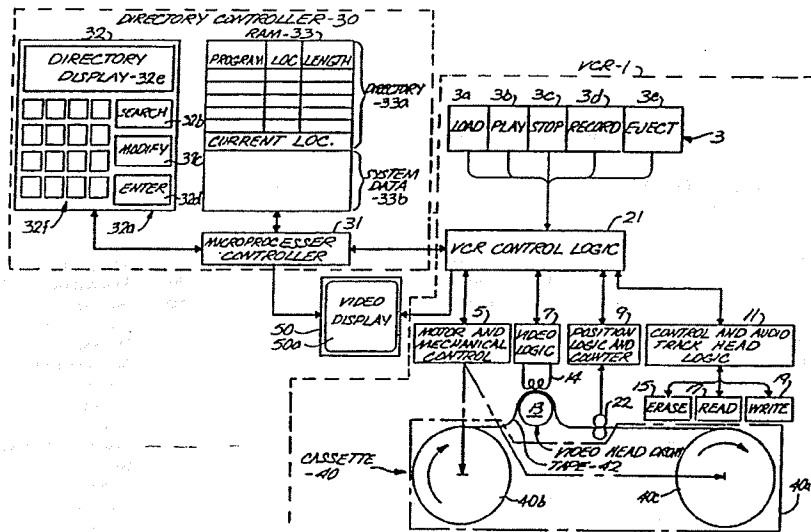 DIRECTORY CONTROLLER-30
32
RAM-33
DIRECTORY
DISPLAY-32e
PROGRAM LOC LENGTH
DIRECTORY
-33a
SEARCH
32b
MODIFY
32c
ENTER
32d
32f
32a
CURRENT LOC.
SYSTEM
DATA-33b
31
MICROPROCESSER
CONTROLLER
VCR-1
3a 3b 3c 3d 3e
LOAD PLAY STOP RECORD EJECT
3
21
VCR CONTROL LOGIC
50
50a
VIDEO
DISPLAY
5
MOTOR AND
MECHANICAL
CONTROL
7
VIDEO
LOGIC
9
POSITION
LOGIC AND
COUNTER
11
CONTROL AND AUDIO
TRACK HEAD
LOGIC
14
13
22
15
ERASE
17
READ
19
WRITE
VIDEO HEAD DRUM
TAPE-42
CASSETTE
-40
40b
40c
40a